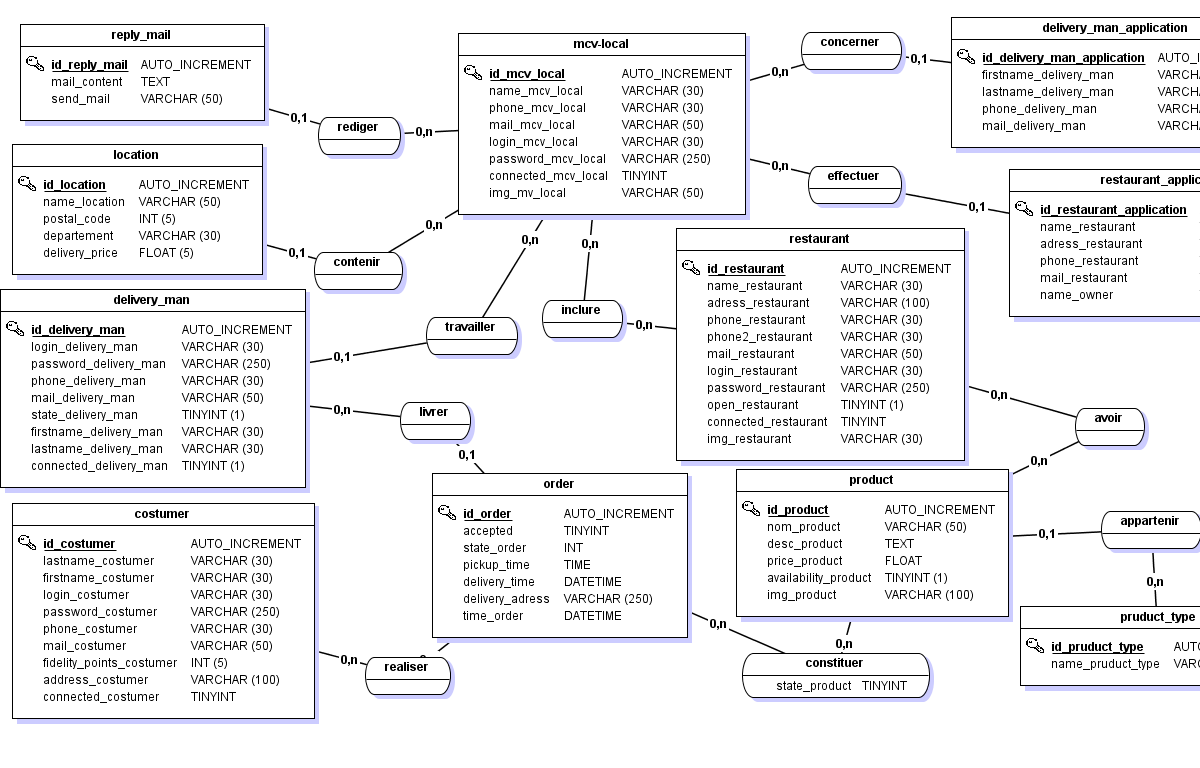 reply_mail
id_reply_mail AUTO_INCREMENT
mail_content TEXT
send_mail VARCHAR (50)
0,1
rediger
0,n
mcv-local
id_mcv_local AUTO_INCREMENT
name_mcv_local VARCHAR (30)
phone_mcv_local VARCHAR (30)
mail_mcv_local VARCHAR (50)
login_mcv_local VARCHAR (30)
password_mcv_local VARCHAR (250)
connected_mcv_local TINYINT
img_mv_local VARCHAR (50)
0,n
concerner
0,1
delivery_man_application
id_delivery_man_application AUTO_I
firstname_delivery_man VARCH
lastname_delivery_man VARCH
phone_delivery_man VARCH
mail_delivery_man VARCH
0,n
effectuer
0,1
restaurant_applic
id_restaurant_application
name_restaurant
adress_restaurant
phone_restaurant
mail_restaurant
name_owner
location
id_location AUTO_INCREMENT
name_location VARCHAR (50)
postal_code INT (5)
departement VARCHAR (30)
delivery_price FLOAT (5)
0,1
contenir
0,n
0,n
travailler
0,1
0,n
inclure
0,n
restaurant
id_restaurant AUTO_INCREMENT
name_restaurant VARCHAR (30)
adress_restaurant VARCHAR (100)
phone_restaurant VARCHAR (30)
phone2_restaurant VARCHAR (30)
mail_restaurant VARCHAR (50)
login_restaurant VARCHAR (30)
password_restaurant VARCHAR (250)
open_restaurant TINYINT (1)
connected_restaurant TINYINT
img_restaurant VARCHAR (30)
0,n
avoir
0,n
delivery_man
id_delivery_man AUTO_INCREMENT
login_delivery_man VARCHAR (30)
password_delivery_man VARCHAR (250)
phone_delivery_man VARCHAR (30)
mail_delivery_man VARCHAR (50)
state_delivery_man TINYINT (1)
firstname_delivery_man VARCHAR (30)
lastname_delivery_man VARCHAR (30)
connected_delivery_man TINYINT (1)
0,n
livrer
0,1
order
id_order AUTO_INCREMENT
accepted TINYINT
state_order INT
pickup_time TIME
delivery_time DATETIME
delivery_adress VARCHAR (250)
time_order DATETIME
product
id_product AUTO_INCREMENT
nom_product VARCHAR (50)
desc_product TEXT
price_product FLOAT
availability_product TINYINT (1)
img_product VARCHAR (100)
0,1
appartenir
0,n
pruduct_type
id_pruduct_type AUTO
name_pruduct_type VARC
costumer
id_costumer AUTO_INCREMENT
lastname_costumer VARCHAR (30)
firstname_costumer VARCHAR (30)
login_costumer VARCHAR (30)
password_costumer VARCHAR (250)
phone_costumer VARCHAR (30)
mail_costumer VARCHAR (50)
fidelity_points_costumer INT (5)
address_costumer VARCHAR (100)
connected_costumer TINYINT
0,n
realiser
0,n
0,n
constituer
state_product TINYINT